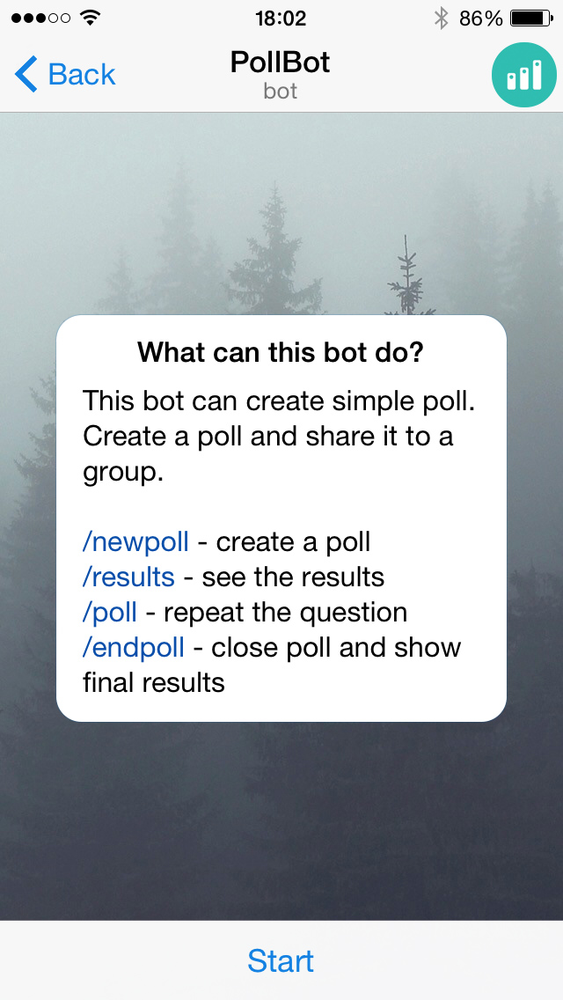 18:02
86%
Back
PollBot
bot
What can this bot do?
This bot can create simple poll.
Create a poll and share it to a
group.
/newpoll - create a poll
/results - see the results
/poll - repeat the question
/endpoll - close poll and show
final results
Start